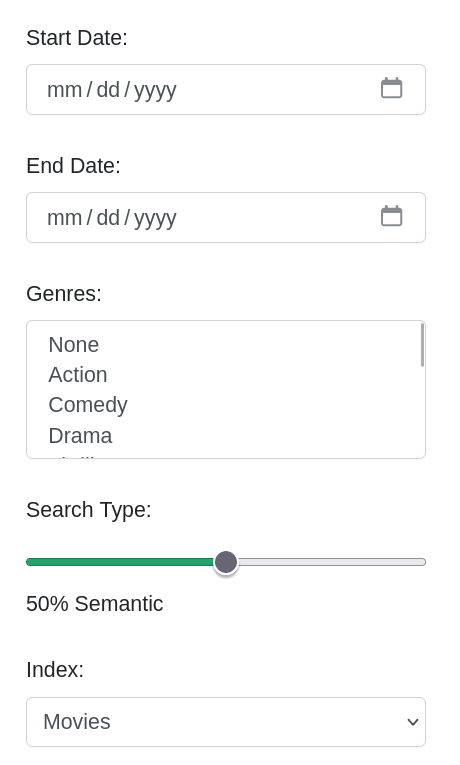 Start Date:
mm/dd/yyyy
End Date:
mm/dd/yyyy
Genres:
None
Action
Comedy
Drama
Search Type:
50% Semantic
Index:
Movies